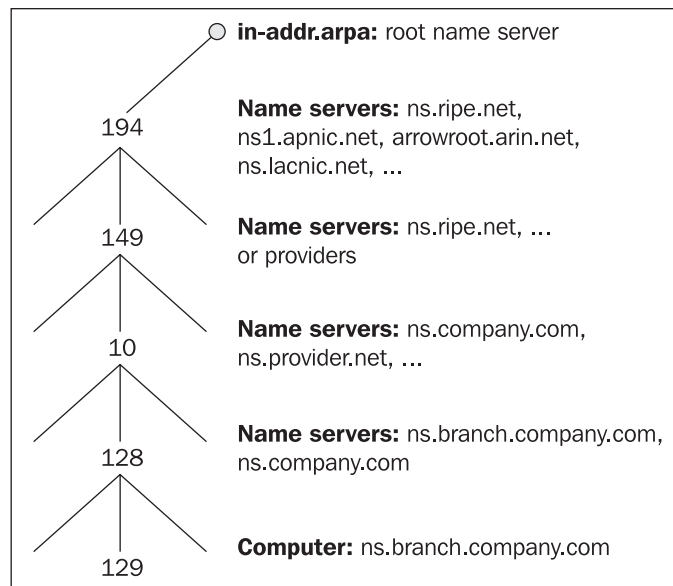 in-addr.arpa: root name server
194
Name servers: ns.ripe.net,
ns1.apnic.net, arrowroot.arin.net,
ns.lacnic.net, ...
149
Name servers: ns.ripe.net, ...
or providers
10
Name servers: ns.company.com,
ns.provider.net, ...
128
Name servers: ns.branch.company.com,
ns.company.com
129
Computer: ns.branch.company.com